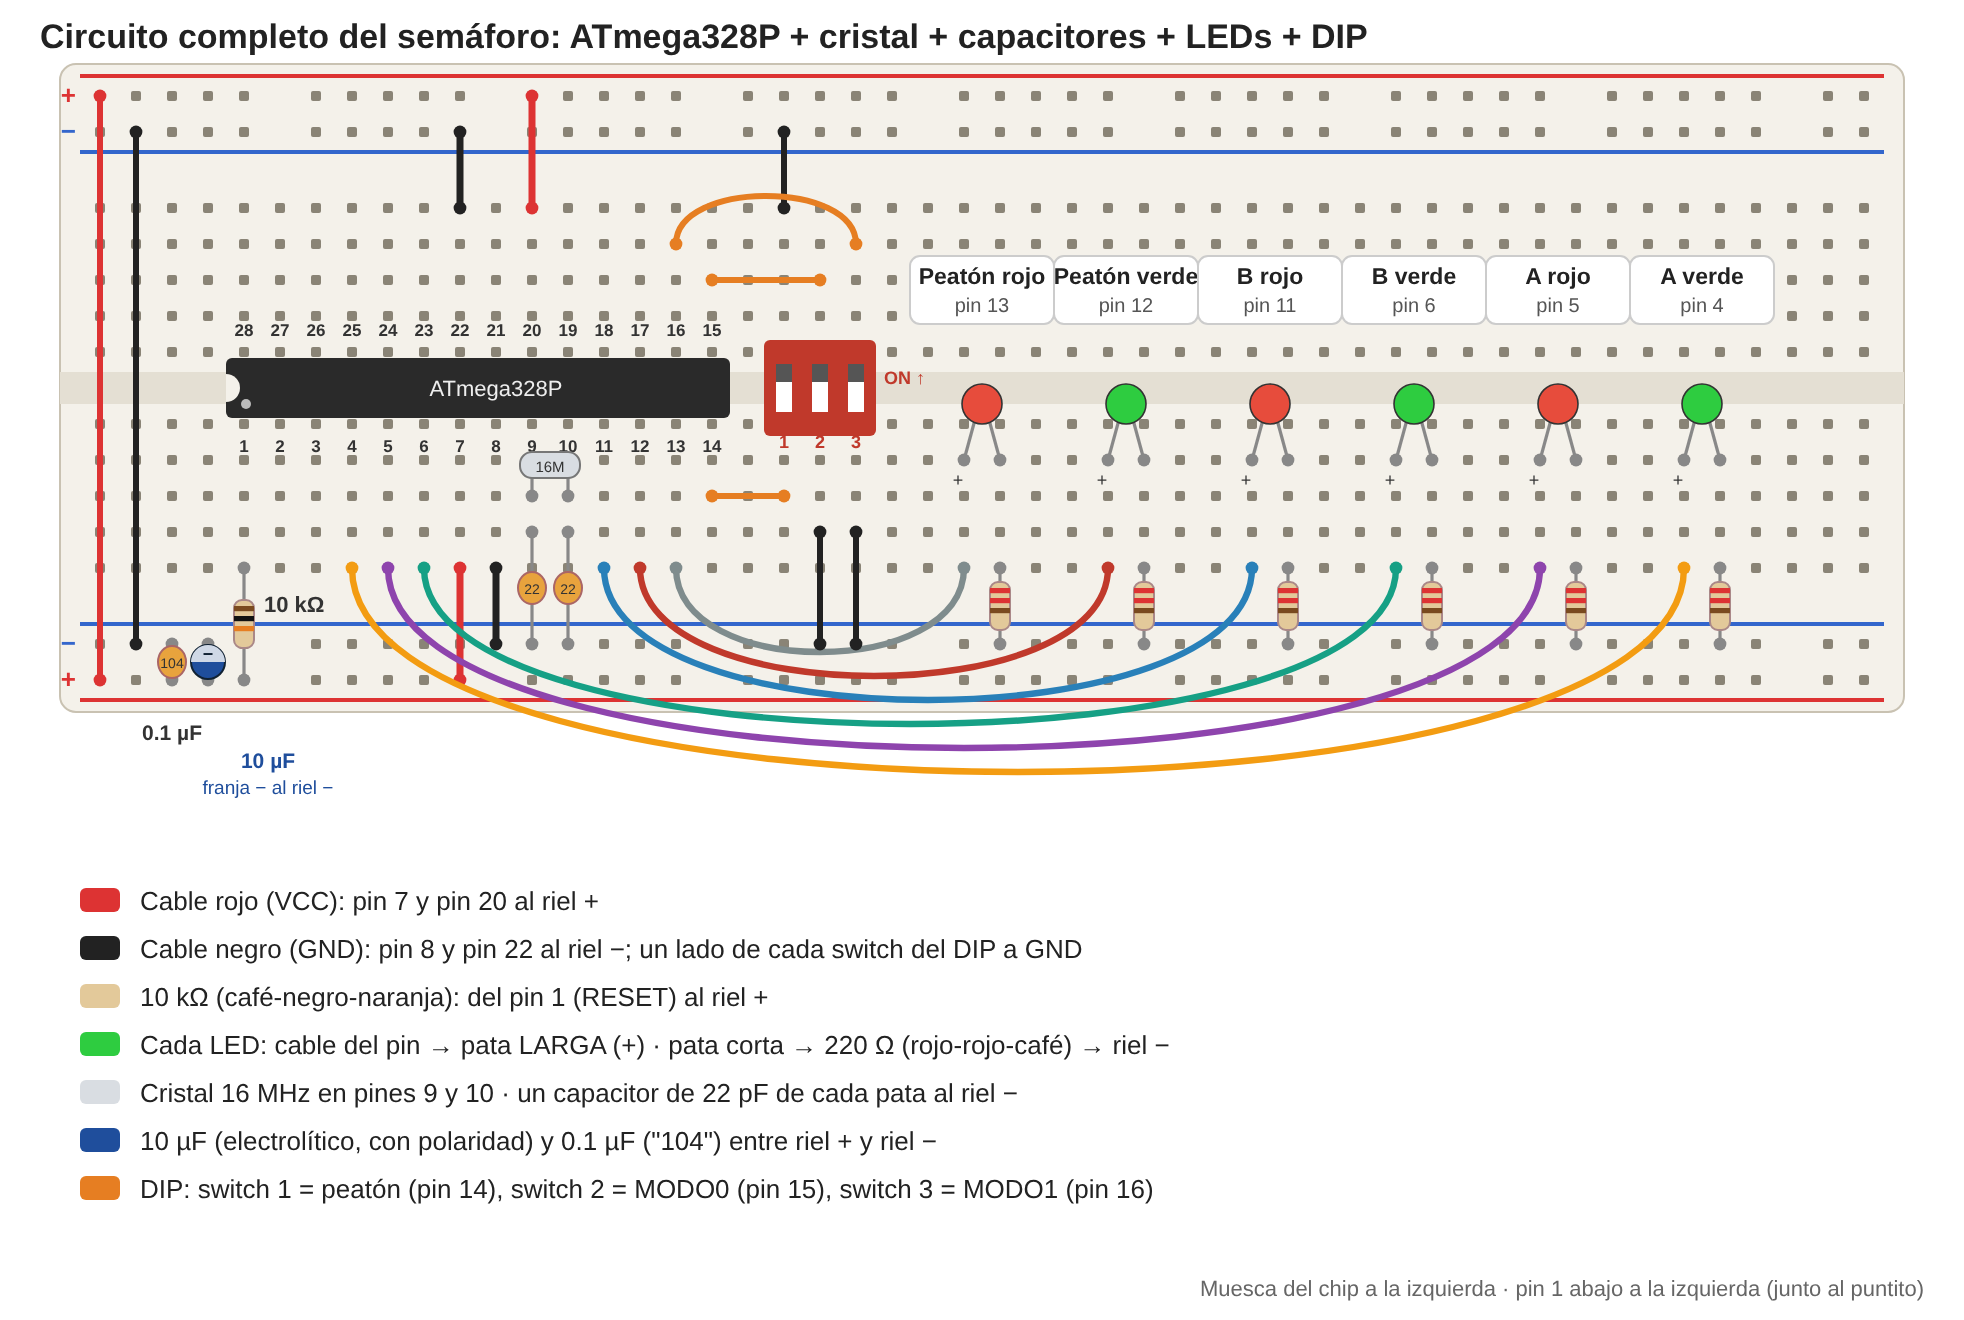 Circuito completo del semáforo: ATmega328P + cristal + capacitores + LEDs + DIP
+
−
Peatón rojo
pin 13
Peatón verde
pin 12
B rojo
pin 11
B verde
pin 6
A rojo
pin 5
A verde
pin 4
28 27 26 25 24 23 22 21 20 19 18 17 16 15
ATmega328P
ON ↑
1 2 3 4 5 6 7 8 9 10 11 12 13 14
1 2 3
16M
+ + + + + +
22 22
10 kΩ
−
104
−
+
0.1 µF
10 µF
franja − al riel −
Cable rojo (VCC): pin 7 y pin 20 al riel +
Cable negro (GND): pin 8 y pin 22 al riel −; un lado de cada switch del DIP a GND
10 kΩ (café-negro-naranja): del pin 1 (RESET) al riel +
Cada LED: cable del pin → pata LARGA (+) · pata corta → 220 Ω (rojo-rojo-café) → riel −
Cristal 16 MHz en pines 9 y 10 · un capacitor de 22 pF de cada pata al riel −
10 µF (electrolítico, con polaridad) y 0.1 µF ("104") entre riel + y riel −
DIP: switch 1 = peatón (pin 14), switch 2 = MODO0 (pin 15), switch 3 = MODO1 (pin 16)
Muesca del chip a la izquierda · pin 1 abajo a la izquierda (junto al puntito)